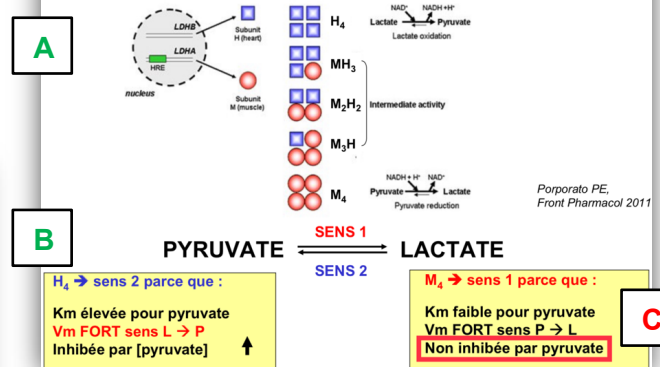 A
LDHB
LDHA
HRE
nucleus
Subunit
H (heart)
Subunit
M (muscle)
H4
MH3
M2H2
M3H
M4
Intermediate activity
NAD+ NADH +H+
Lactate Pyruvate
Lactate oxidation
NADH + H+ NAD+
Pyruvate Lactate
Pyruvate reduction
Porporato PE,
Front Pharmacol 2011
B
SENS 1
PYRUVATE LACTATE
SENS 2
H4 ➔ sens 2 parce que :
Km élevée pour pyruvate
Vm FORT sens L → P
Inhibée par [pyruvate] ↑
M4 ➔ sens 1 parce que :
Km faible pour pyruvate
Vm FORT sens P → L
Non inhibée par pyruvate
C